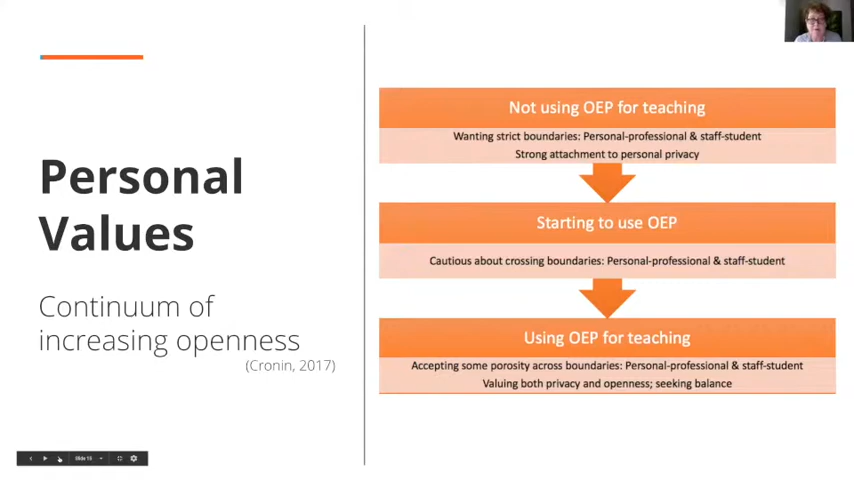 Personal
Values
Continuum of
increasing openness
(Cronin, 2017)
Not using OEP for teaching
Wanting strict boundaries: Personal-professional & staff-student
Strong attachment to personal privacy
Starting to use OEP
Cautious about crossing boundaries: Personal-professional & staff-student
Using OEP for teaching
Accepting some porosity across boundaries: Personal-professional & staff-student
Valuing both privacy and openness; seeking balance